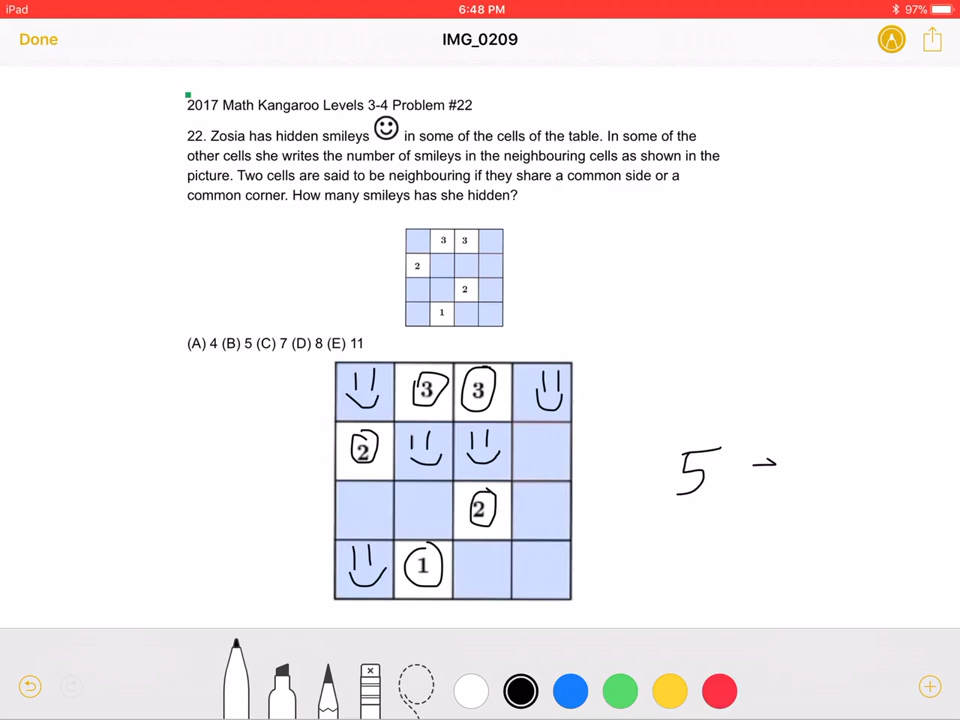 iPad 6:48 PM 97%
Done IMG_0209
2017 Math Kangaroo Levels 3-4 Problem #22
22. Zosia has hidden smileys in some of the cells of the table. In some of the
other cells she writes the number of smileys in the neighbouring cells as shown in the
picture. Two cells are said to be neighbouring if they share a common side or a
common corner. How many smileys has she hidden?
3 3
2
2
1
(A) 4 (B) 5 (C) 7 (D) 8 (E) 11
3 3
2
5 →
2
1